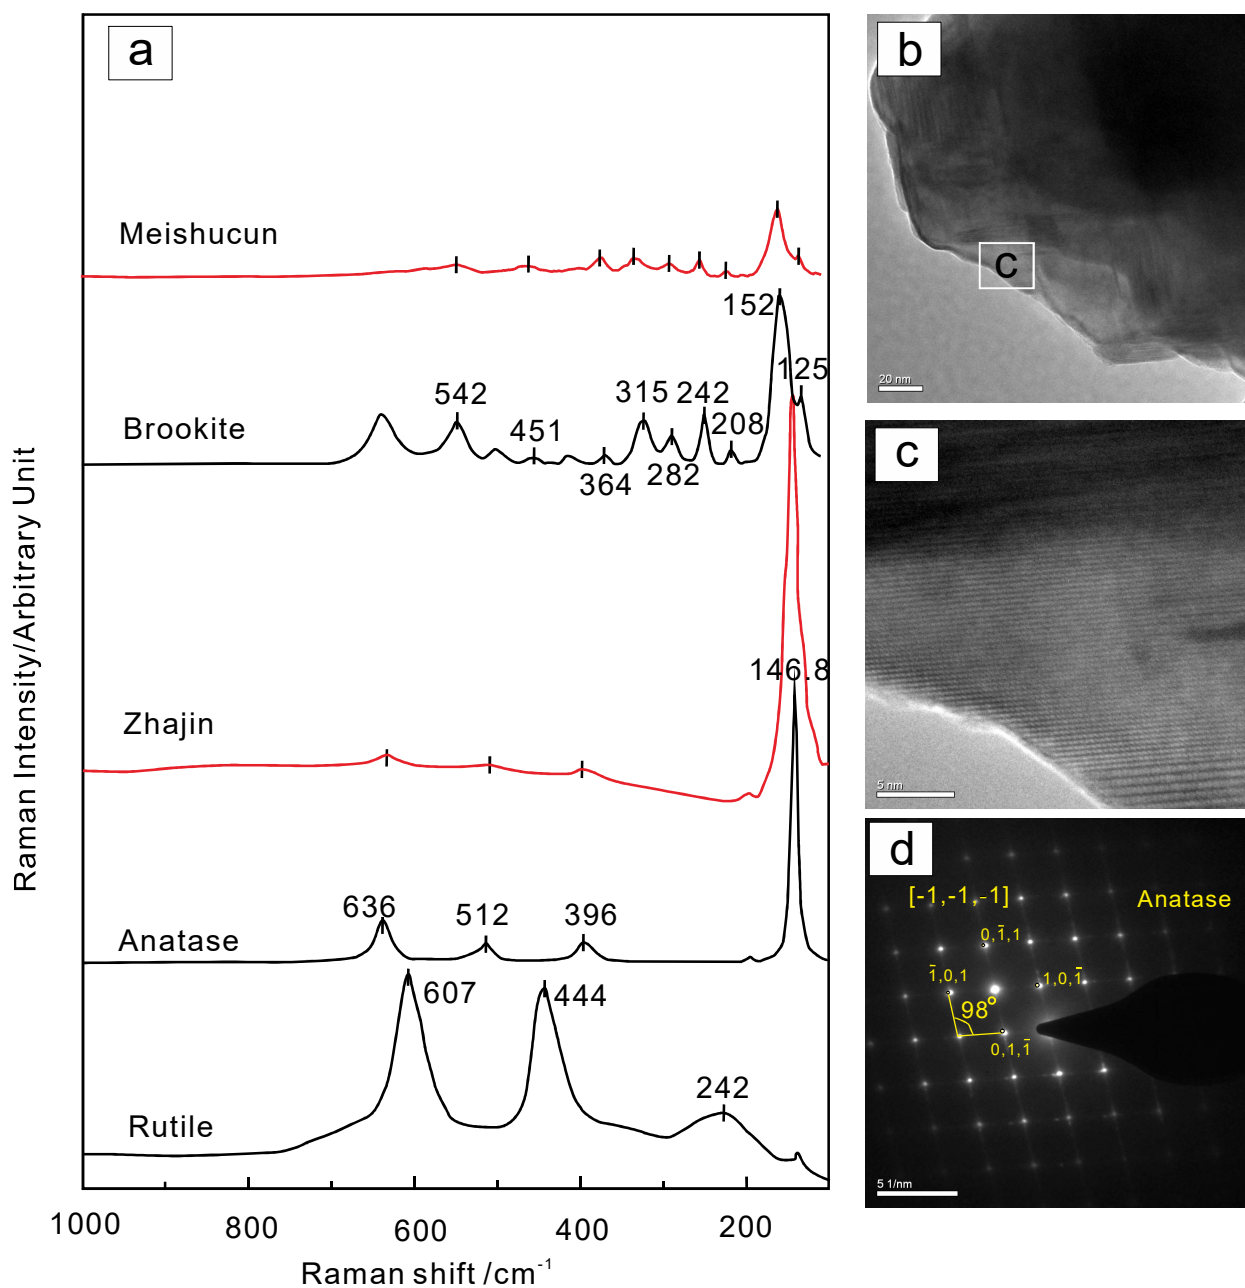 a
Meishucun
152
125
Brookite
542
451
364
315
282
242
208
Raman Intensity/Arbitrary Unit
Zhajin
146.8
Anatase
636
512
396
607
444
242
Rutile
1000
800
600
400
200
Raman shift /cm⁻¹
b
c
20 nm
c
5 nm
d
[-1,-1,-1]
Anatase
0,1̅,1
1̅,0,1
1,0,1̅
98°
0,1,1̅
5 1/nm